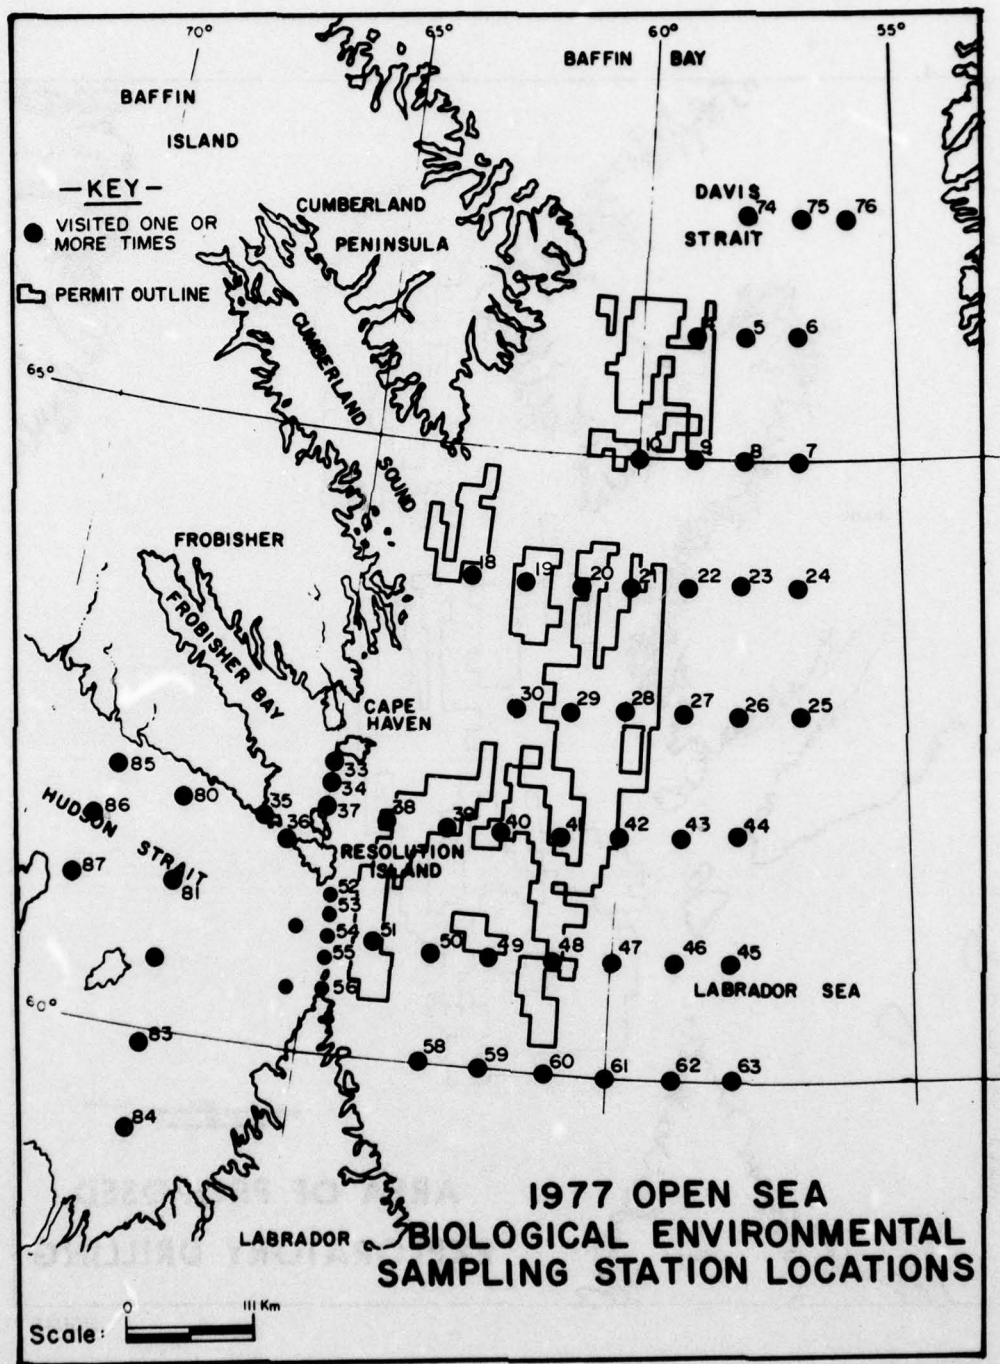 70°
65°
60°
55°
BAFFIN BAY
BAFFIN
ISLAND
—KEY—
VISITED ONE OR
MORE TIMES
PERMIT OUTLINE
CUMBERLAND
PENINSULA
DAVIS
STRAIT
74 75 76
CUMBERLAND
SOUND
4 5 6
65°
10 9 8 7
FROBISHER
FROBISHER BAY
18 19 20 21 22 23 24
CAPE
HAVEN
30 29 28 27 26 25
33
34
37
85
80
35
36
86
HUDSON STRAIT
38 39 40 41 42 43 44
RESOLUTION
ISLAND
87
81
52
53
54
55
56
51 50 49 48 47 46 45
LABRADOR SEA
60°
83
58 59 60 61 62 63
84
LABRADOR
1977 OPEN SEA
BIOLOGICAL ENVIRONMENTAL
SAMPLING STATION LOCATIONS
0 111 Km
Scale: